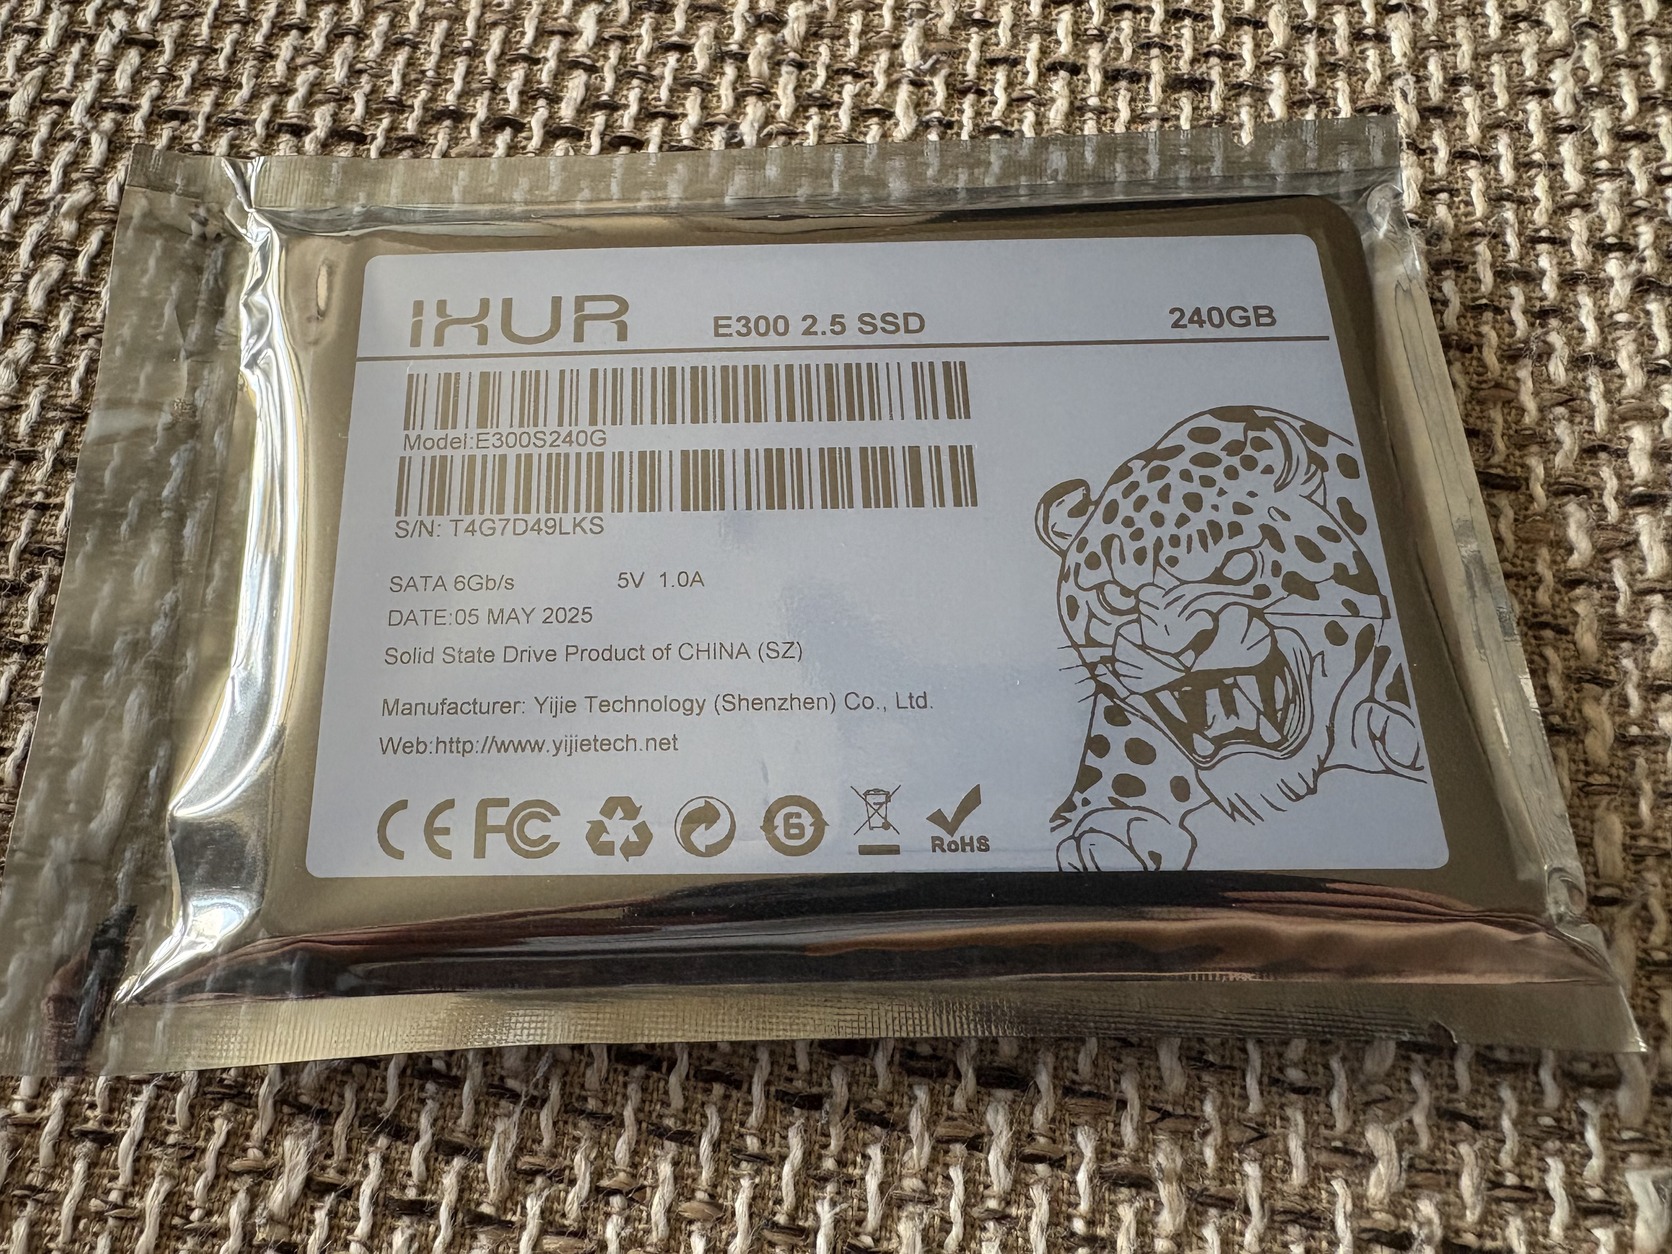 IXUR E300 2.5 SSD 240GB
Model:E300S240G
S/N: T4G7D49LKS
SATA 6Gb/s 5V 1.0A
DATE:05 MAY 2025
Solid State Drive Product of CHINA (SZ)
Manufacturer: Yijie Technology (Shenzhen) Co., Ltd.
Web:http://www.yijietech.net
CE FC 6 RoHS